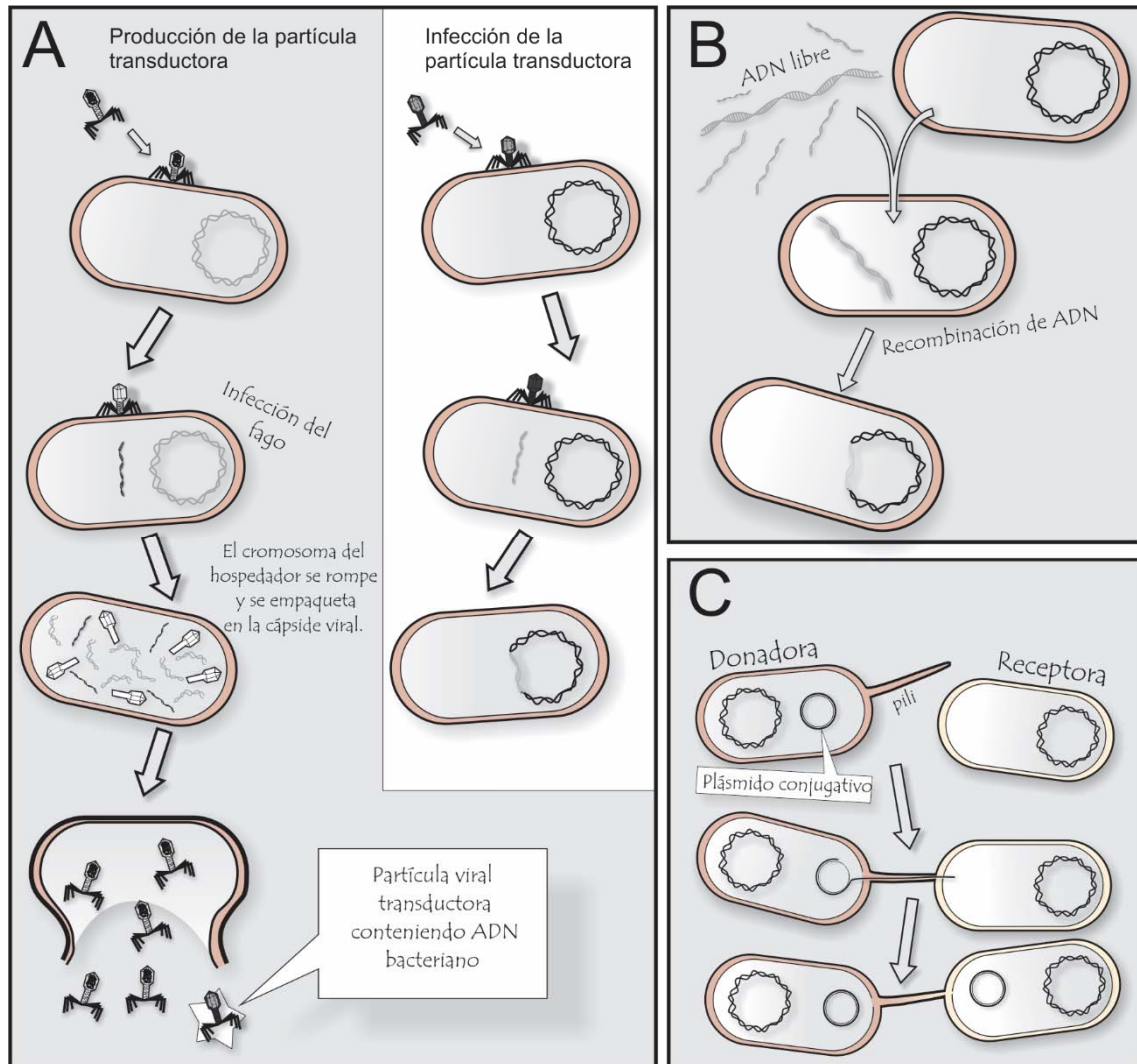 A
Producción de la partícula
transductora
Infección de la
partícula transductora
Infección del
fago
El cromosoma del
hospedador se rompe
y se empaqueta
en la cápside viral.
Partícula viral
transductora
conteniendo ADN
bacteriano
B
ADN libre
Recombinación de ADN
C
Donadora
Receptora
pili
Plásmido conjugativo